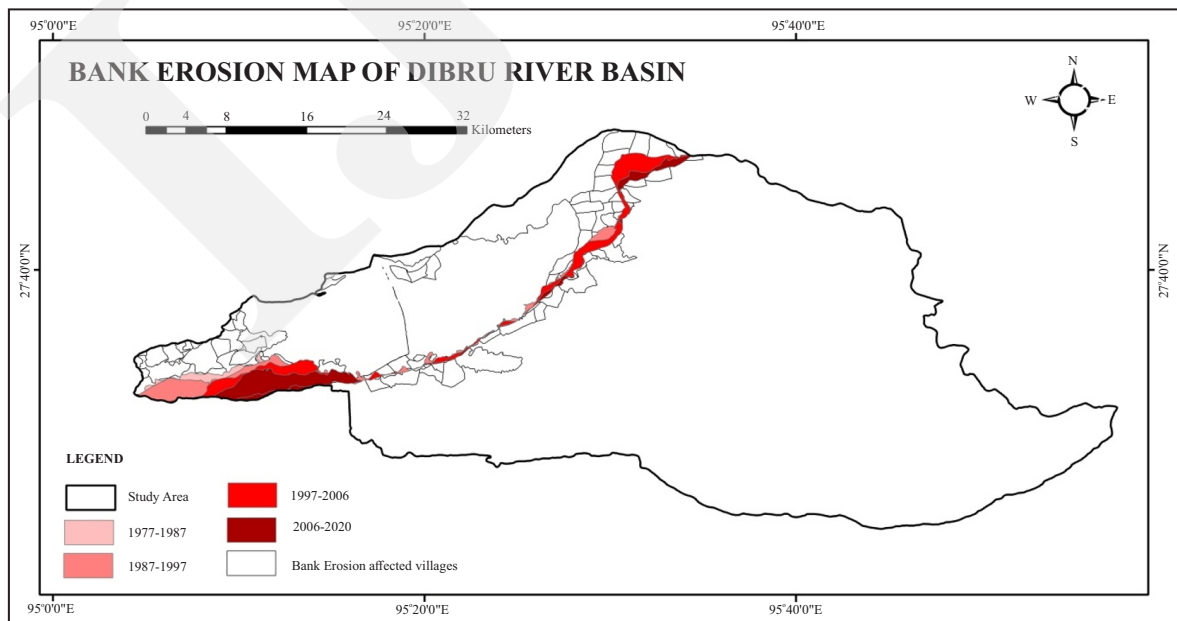 95°0'0"E 95°20'0"E 95°40'0"E
BANK EROSION MAP OF DIBRU RIVER BASIN
0 4 8 16 24 32
Kilometers
N
W E
S
27°40'0"N 27°40'0"N
LEGEND
Study Area
1977-1987
1987-1997
1997-2006
2006-2020
Bank Erosion affected villages
95°0'0"E 95°20'0"E 95°40'0"E